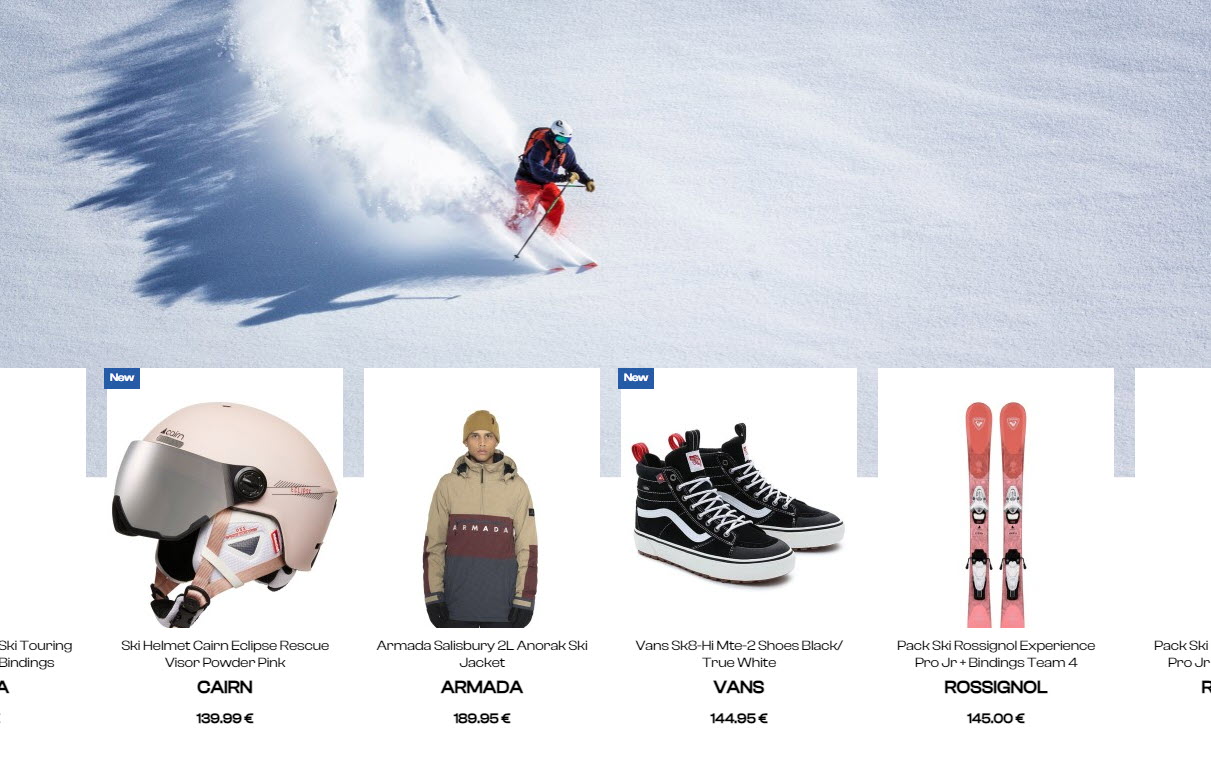 New
New
cairn
ARMADA
Ski Touring
Bindings
A
€
Ski Helmet Cairn Eclipse Rescue
Visor Powder Pink
CAIRN
139.99 €
Armada Salisbury 2L Anorak Ski
Jacket
ARMADA
189.95 €
Vans Sk8-Hi Mte-2 Shoes Black/
True White
VANS
144.95 €
Pack Ski Rossignol Experience
Pro Jr + Bindings Team 4
ROSSIGNOL
145.00 €
Pack Ski
Pro Jr
R